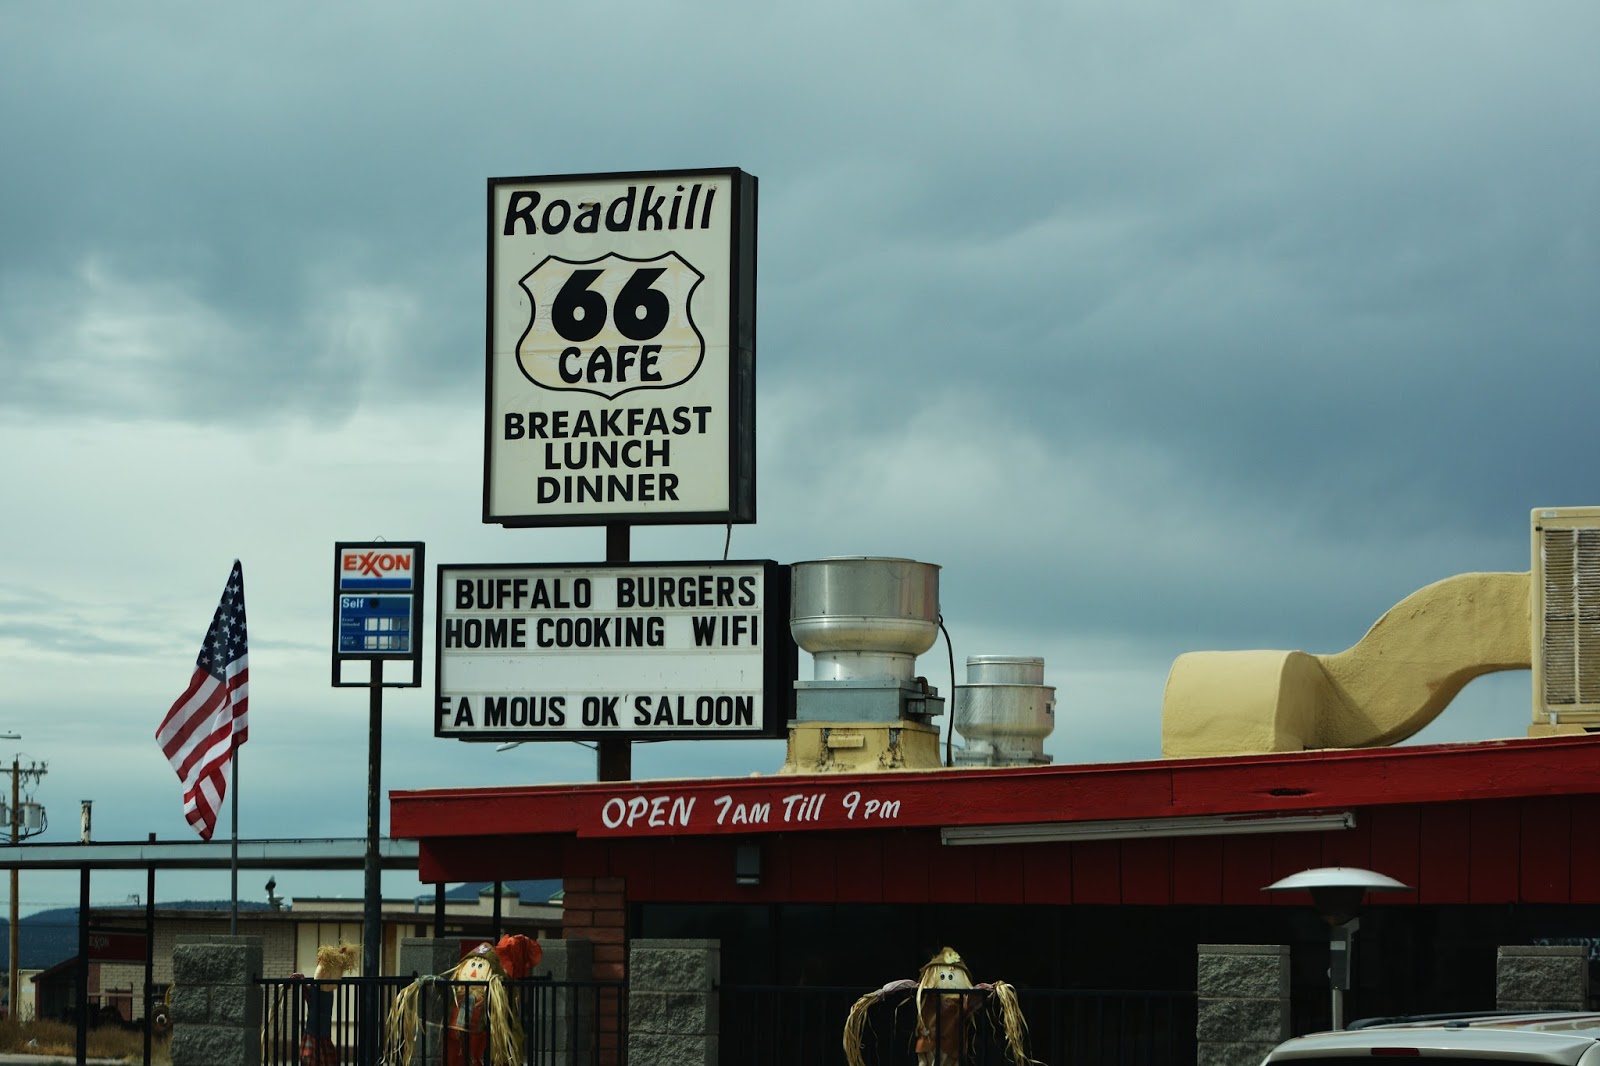 Roadkill
66
CAFE
BREAKFAST
LUNCH
DINNER
EXXON
Self
BUFFALO BURGERS
HOME COOKING WIFI
FA MOUS OK' SALOON
OPEN 7AM Till 9PM
EXXON